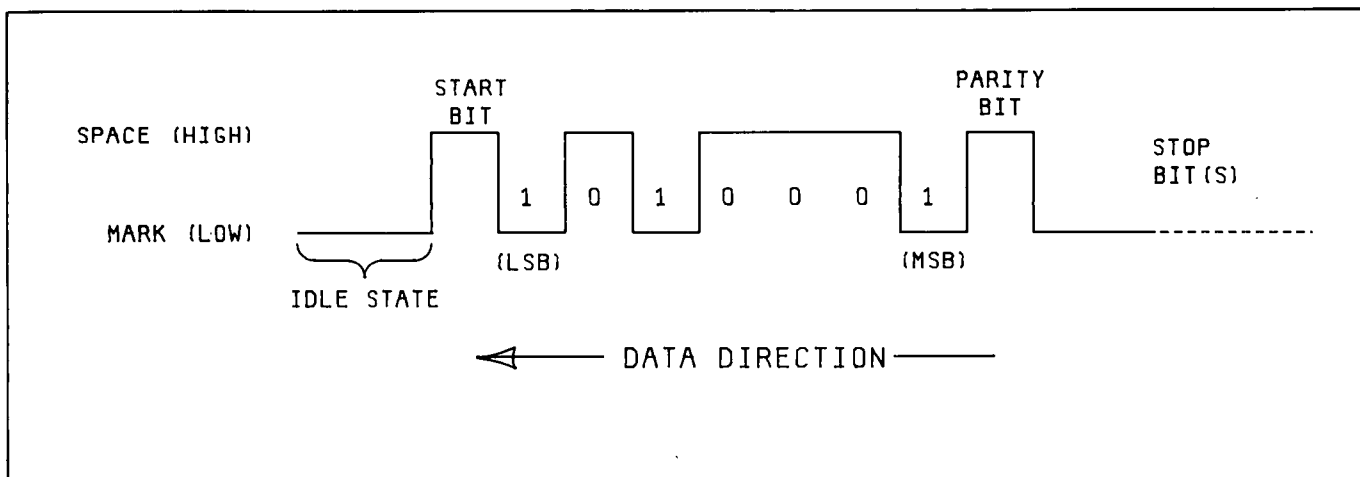 START
BIT
PARITY
BIT
SPACE (HIGH)
STOP
BIT(S)
1 0 1 0 0 0 1
MARK (LOW)
(LSB) (MSB)
IDLE STATE
DATA DIRECTION